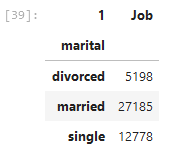 [39]: 1 Job
marital
divorced 5198
married 27185
single 12778